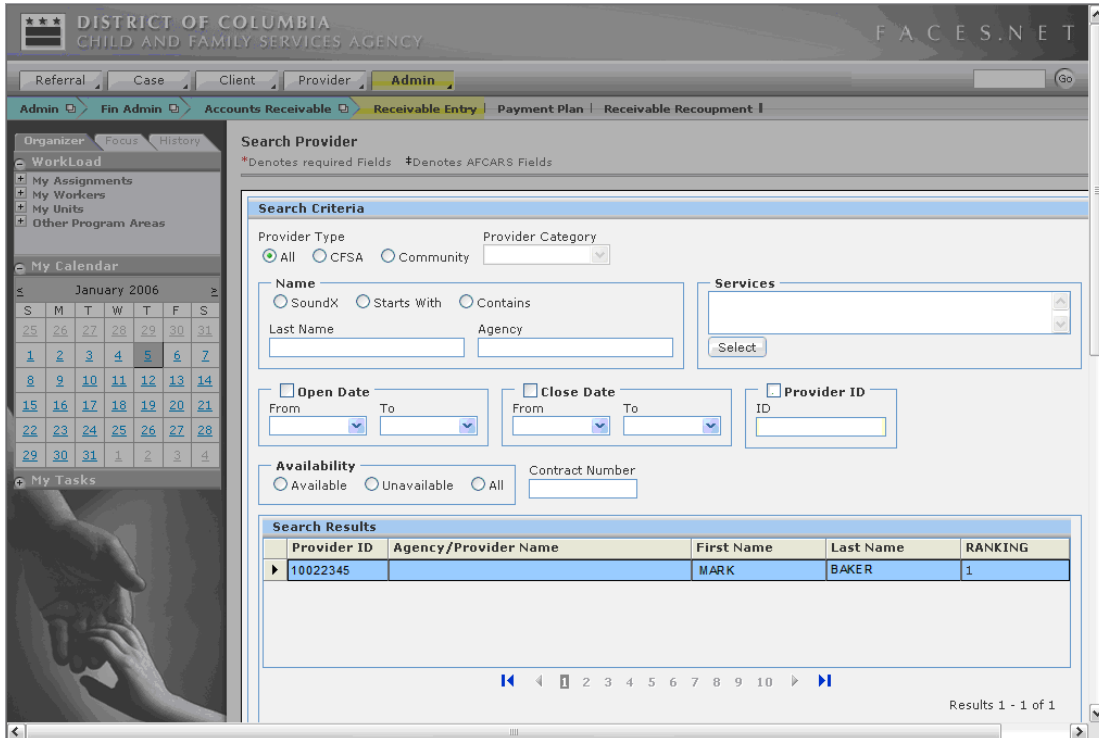 DISTRICT OF COLUMBIA
CHILD AND FAMILY SERVICES AGENCY
FACES.NET
Referral Case Client Provider Admin Go
Admin Fin Admin Accounts Receivable Receivable Entry | Payment Plan | Receivable Recoupment
Organizer Focus History
WorkLoad
My Assignments
My Workers
My Units
Other Program Areas
My Calendar
< January 2006 >
S M T W T F S
25 26 27 28 29 30 31
1 2 3 4 5 6 7
8 9 10 11 12 13 14
15 16 17 18 19 20 21
22 23 24 25 26 27 28
29 30 31 1 2 3 4
My Tasks
Search Provider
*Denotes required Fields ‡Denotes AFCARS Fields
Search Criteria
Provider Type Provider Category
All CFSA Community
Name
SoundX Starts With Contains
Last Name Agency
Services
Select
Open Date
From To
Close Date
From To
Provider ID
ID
Availability
Available Unavailable All
Contract Number
Search Results
Provider ID Agency/Provider Name First Name Last Name RANKING
10022345 MARK BAKER 1
1 2 3 4 5 6 7 8 9 10
Results 1 - 1 of 1